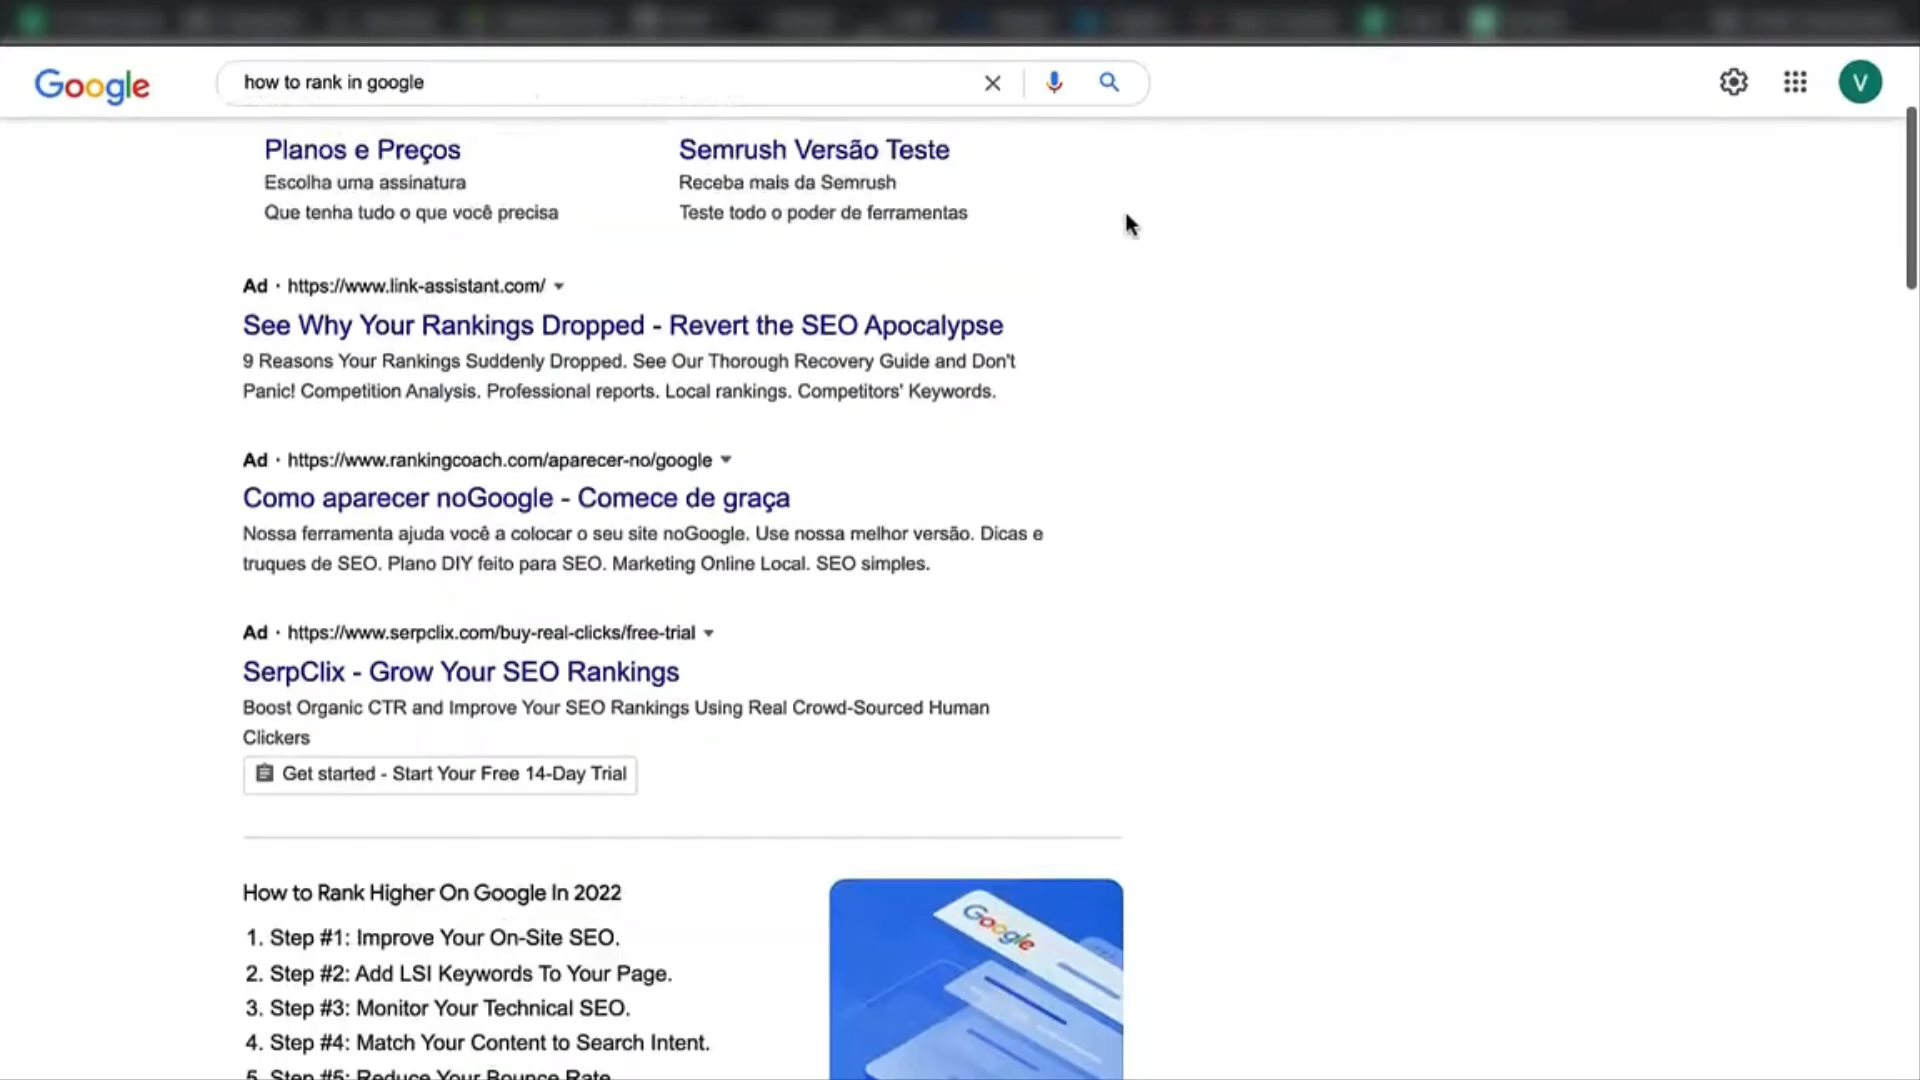 Google
how to rank in google
V
Planos e Preços
Escolha uma assinatura
Que tenha tudo o que você precisa
Semrush Versão Teste
Receba mais da Semrush
Teste todo o poder de ferramentas
Ad · https://www.link-assistant.com/
See Why Your Rankings Dropped - Revert the SEO Apocalypse
9 Reasons Your Rankings Suddenly Dropped. See Our Thorough Recovery Guide and Don't
Panic! Competition Analysis. Professional reports. Local rankings. Competitors' Keywords.
Ad · https://www.rankingcoach.com/aparecer-no/google
Como aparecer noGoogle - Comece de graça
Nossa ferramenta ajuda você a colocar o seu site noGoogle. Use nossa melhor versão. Dicas e
truques de SEO. Plano DIY feito para SEO. Marketing Online Local. SEO simples.
Ad · https://www.serpclix.com/buy-real-clicks/free-trial
SerpClix - Grow Your SEO Rankings
Boost Organic CTR and Improve Your SEO Rankings Using Real Crowd-Sourced Human
Clickers
Get started - Start Your Free 14-Day Trial
How to Rank Higher On Google In 2022
1. Step #1: Improve Your On-Site SEO.
2. Step #2: Add LSI Keywords To Your Page.
3. Step #3: Monitor Your Technical SEO.
4. Step #4: Match Your Content to Search Intent.
5. Step #5: Reduce Your Bounce Rate.
Google